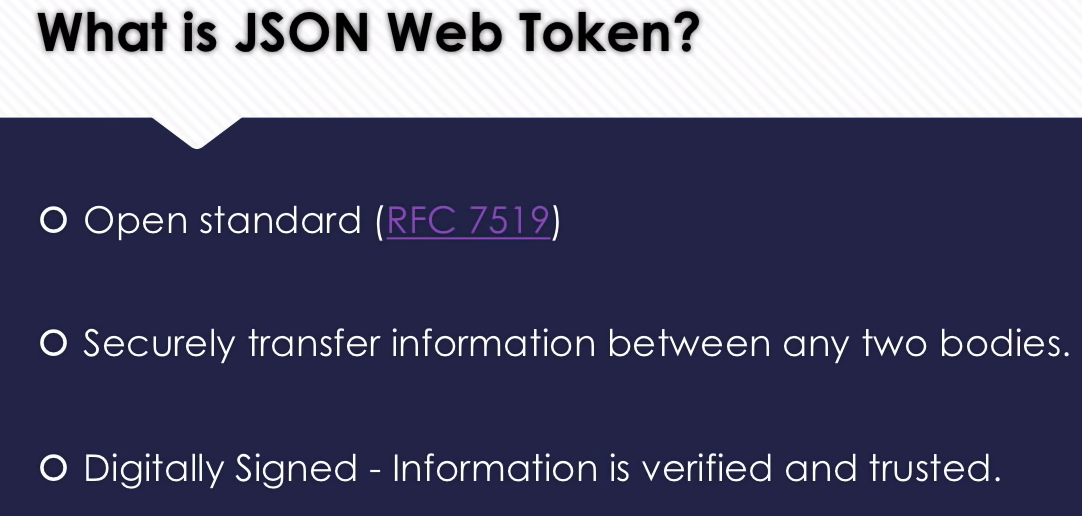 What is JSON Web Token?
Open standard (RFC 7519)
Securely transfer information between any two bodies.
Digitally Signed - Information is verified and trusted.